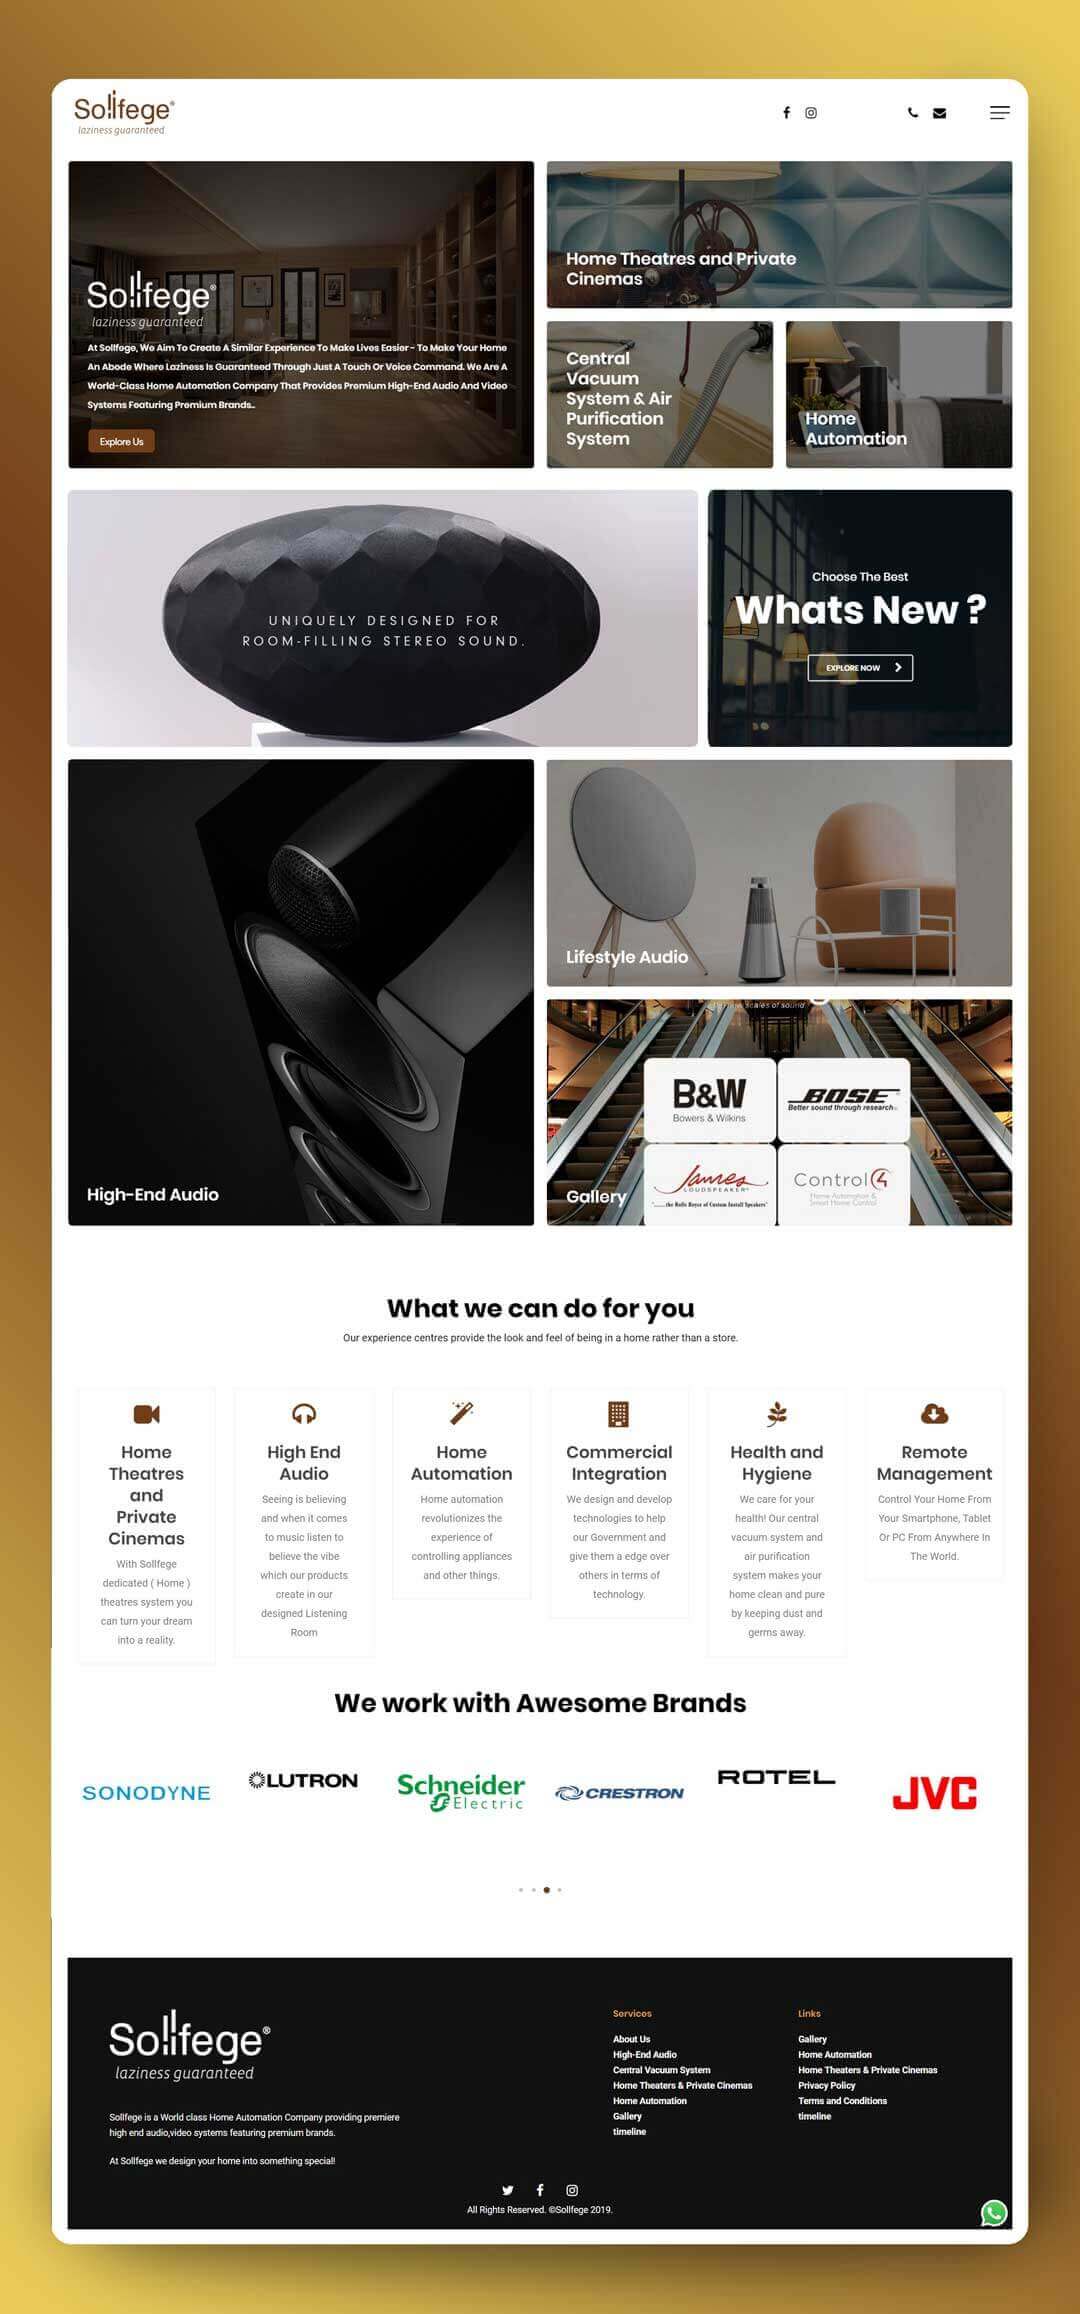 Sollfege®
laziness guaranteed
Sollfege®
laziness guaranteed
At Sollfege, We Aim To Create A Similar Experience To Make Lives Easier - To Make Your Home
An Abode Where Laziness Is Guaranteed Through Just A Touch Or Voice Command. We Are A
World-Class Home Automation Company That Provides Premium High-End Audio And Video
Systems Featuring Premium Brands..
Explore Us
Home Theatres and Private
Cinemas
Central
Vacuum
System & Air
Purification
System
Home
Automation
UNIQUELY DESIGNED FOR
ROOM-FILLING STEREO SOUND.
Choose The Best
Whats New ?
EXPLORE NOW
High-End Audio
Lifestyle Audio
scales of sound
B&W
Bowers & Wilkins
BOSE
Better sound through research®
James
LOUDSPEAKER®
"......the Rolls Royce of Custom Install Speakers"
Control4
Home Automation &
Smart Home Control
Gallery
What we can do for you
Our experience centres provide the look and feel of being in a home rather than a store.
Home
Theatres
and
Private
Cinemas
With Sollfege
dedicated ( Home )
theatres system you
can turn your dream
into a reality.
High End
Audio
Seeing is believing
and when it comes
to music listen to
believe the vibe
which our products
create in our
designed Listening
Room
Home
Automation
Home automation
revolutionizes the
experience of
controlling appliances
and other things.
Commercial
Integration
We design and develop
technologies to help
our Government and
give them a edge over
others in terms of
technology.
Health and
Hygiene
We care for your
health! Our central
vacuum system and
air purification
system makes your
home clean and pure
by keeping dust and
germs away.
Remote
Management
Control Your Home From
Your Smartphone, Tablet
Or PC From Anywhere In
The World.
We work with Awesome Brands
SONODYNE
LUTRON
Schneider
Electric
CRESTRON
ROTEL
JVC
Sollfege®
laziness guaranteed
Sollfege is a World class Home Automation Company providing premiere
high end audio,video systems featuring premium brands.
At Sollfege we design your home into something special!
Services
About Us
High-End Audio
Central Vacuum System
Home Theaters & Private Cinemas
Home Automation
Gallery
timeline
Links
Gallery
Home Automation
Home Theaters & Private Cinemas
Privacy Policy
Terms and Conditions
timeline
All Rights Reserved. ©Sollfege 2019.